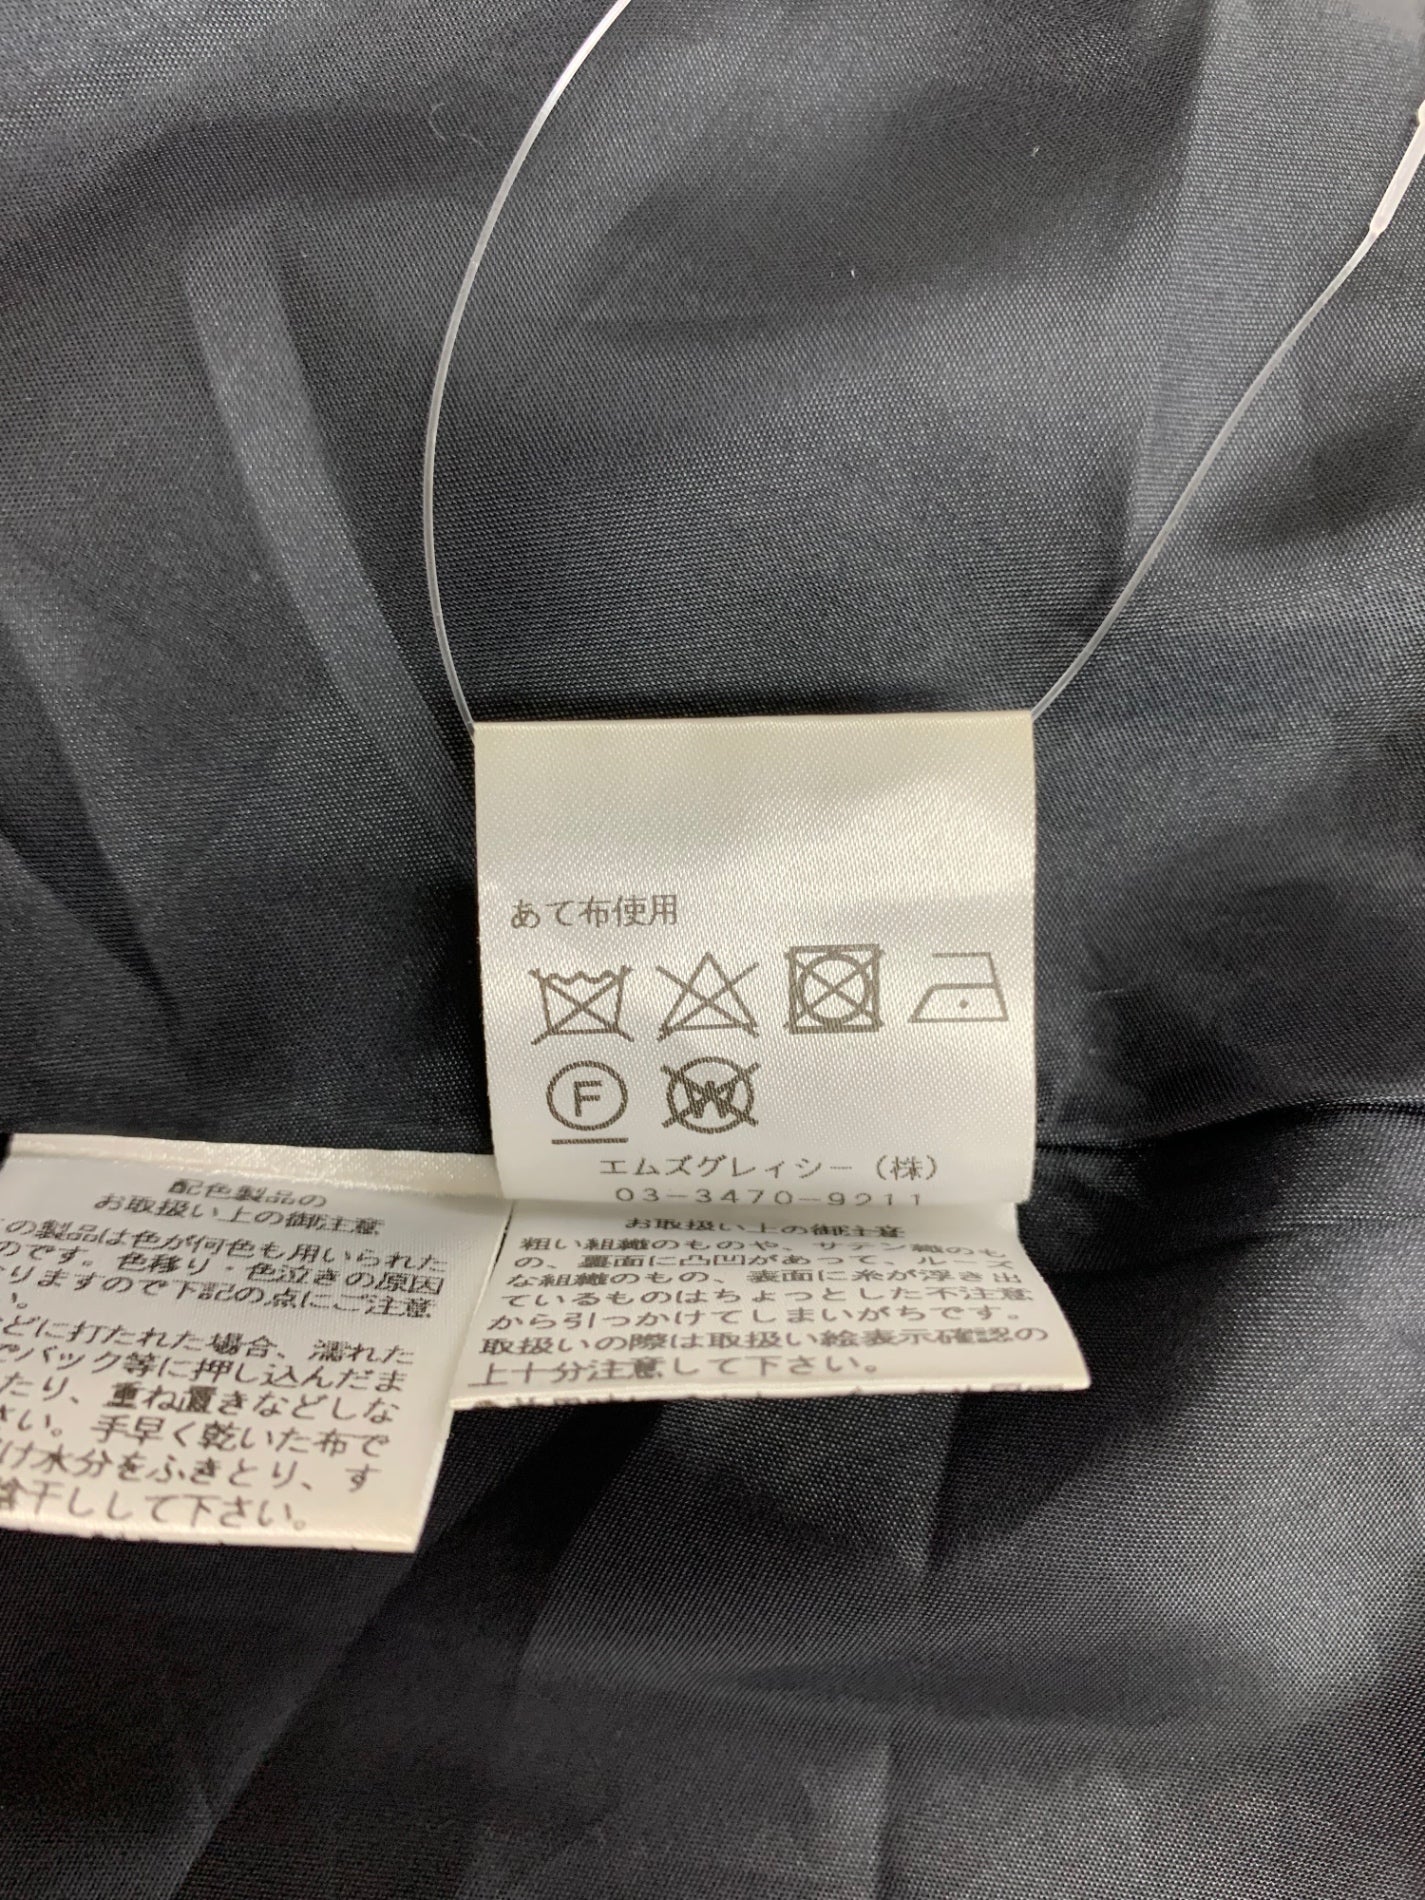 あて布使用
F W
エムズグレイシー（株）
03-3470-9211
配色製品の
お取扱い上の御注意
の製品は色が何色も用いられた
のです。色移り・色泣きの原因
なりますので下記の点にご注意
い。
などに打たれた場合、濡れた
でバック等に押し込んだま
たり、重ね置きなどしな
さい。手早く乾いた布で
け水分をふきとり、す
陰干しして下さい。
お取扱い上の御注意
粗い組織のものや、サテン織のも
の、裏面に凸凹があって、ルーズ
な組織のもの、表面に糸が浮き出
ているものはちょっとした不注意
から引っかけてしまいがちです。
取扱いの際は取扱い絵表示確認の
上十分注意して下さい。